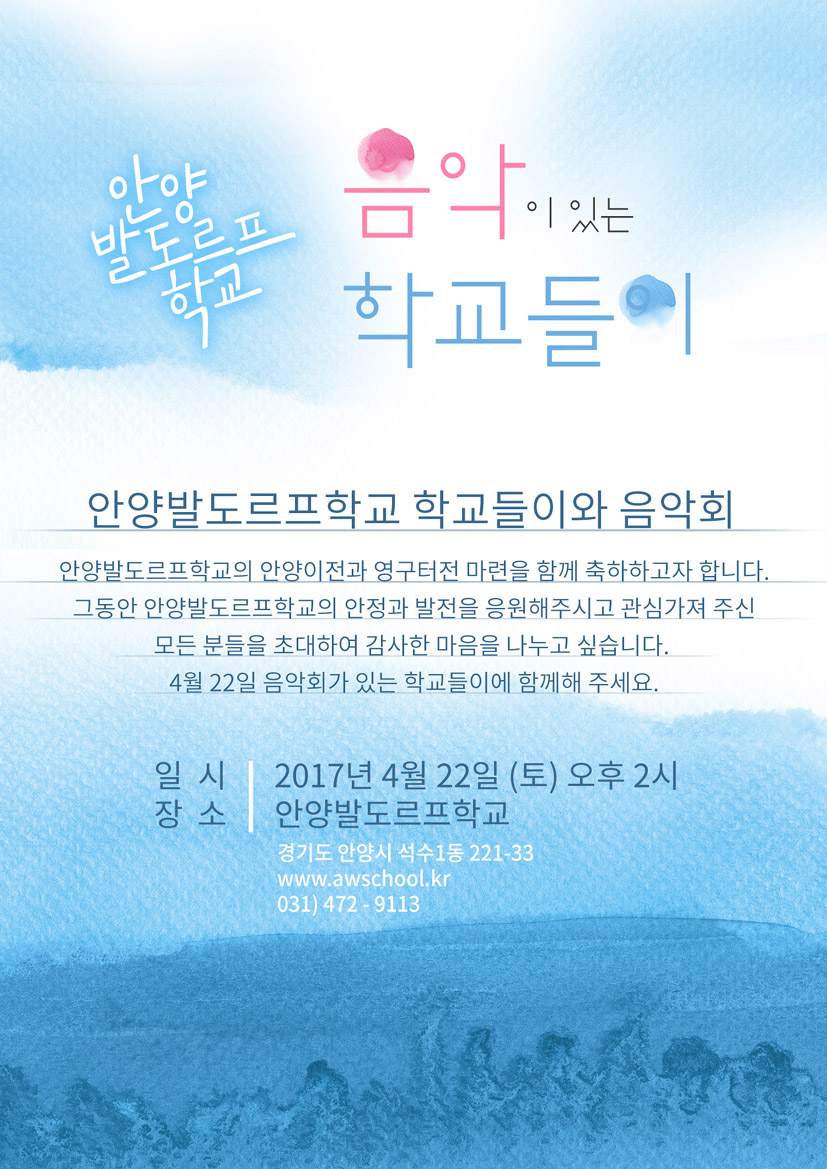 안양
발도르프
학교
음악이 있는
학교들이
안양발도르프학교 학교들이와 음악회
안양발도르프학교의 안양이전과 영구터전 마련을 함께 축하하고자 합니다.
그동안 안양발도르프학교의 안정과 발전을 응원해주시고 관심가져 주신
모든 분들을 초대하여 감사한 마음을 나누고 싶습니다.
4월 22일 음악회가 있는 학교들이에 함께해 주세요.
일 시 | 2017년 4월 22일 (토) 오후 2시
장 소 | 안양발도르프학교
경기도 안양시 석수1동 221-33
www.awschool.kr
031) 472 - 9113